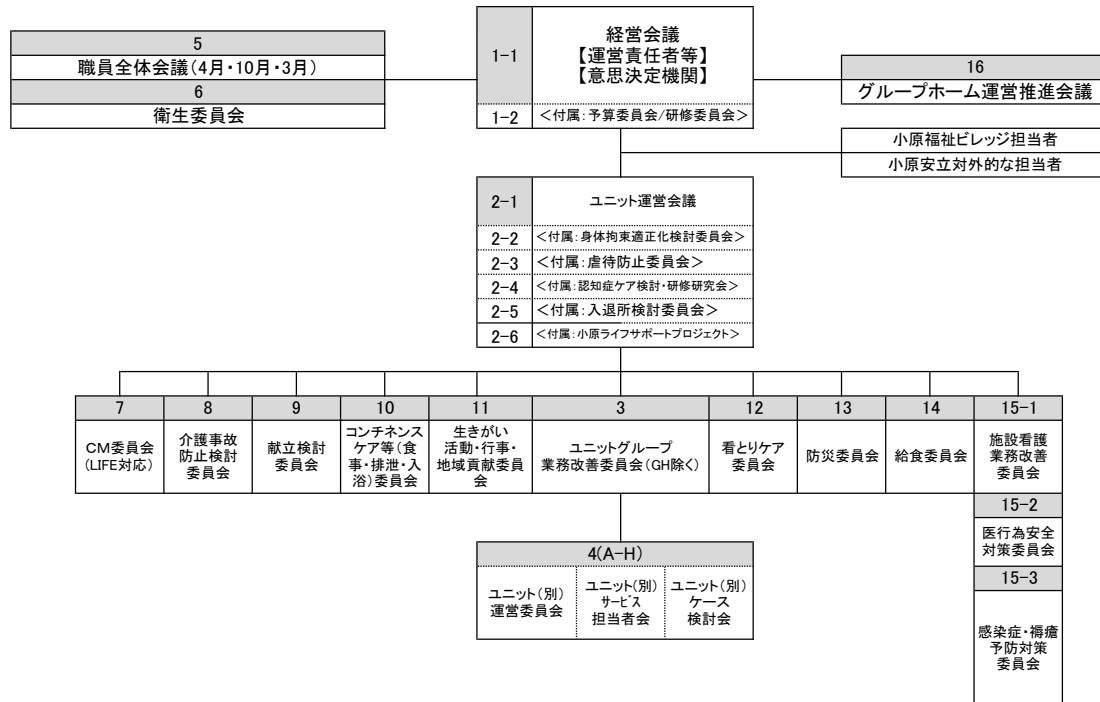 5
職員全体会議(4月・10月・3月)
6
衛生委員会
1-1
経営会議
【運営責任者等】
【意思決定機関】
1-2
<付属:予算委員会/研修委員会>
16
グループホーム運営推進会議
小原福祉ビレッジ担当者
小原安立対外的な担当者
2-1
ユニット運営会議
2-2
<付属:身体拘束適正化検討委員会>
2-3
<付属:虐待防止委員会>
2-4
<付属:認知症ケア検討・研修研究会>
2-5
<付属:入退所検討委員会>
2-6
<付属:小原ライフサポートプロジェクト>
7
CM委員会
(LIFE対応)
8
介護事故
防止検討
委員会
9
献立検討
委員会
10
コンチネンス
ケア等(食
事・排泄・入
浴)委員会
11
生きがい
活動・行事・
地域貢献委員
会
3
ユニットグループ
業務改善委員会(GH除く)
12
看とりケア
委員会
13
防災委員会
14
給食委員会
15-1
施設看護
業務改善
委員会
15-2
医行為安全
対策委員会
15-3
感染症・褥瘡
予防対策
委員会
4(A-H)
ユニット(別)
運営委員会
ユニット(別)
サービス
担当者会
ユニット(別)
ケース
検討会